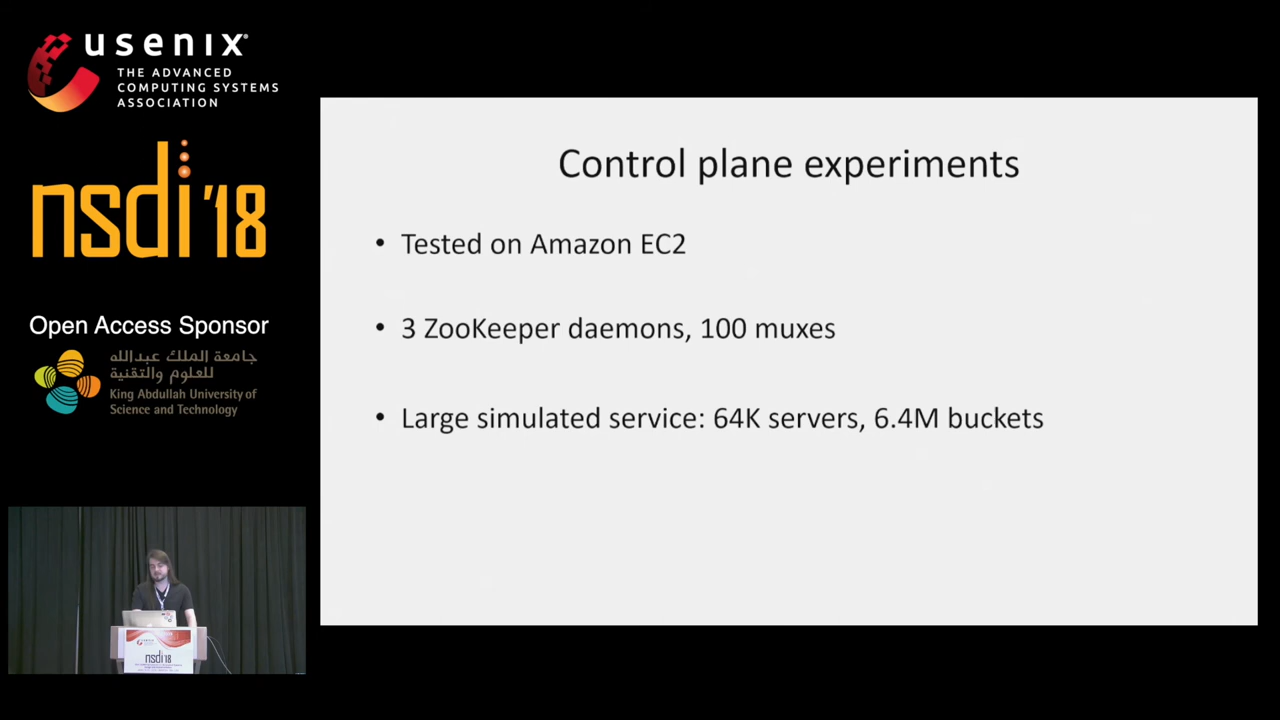 usenix
THE ADVANCED
COMPUTING SYSTEMS
ASSOCIATION
nsdi '18
Open Access Sponsor
جامعة الملك عبدالله
للعلوم والتقنية
King Abdullah University of
Science and Technology
Control plane experiments
• Tested on Amazon EC2
• 3 ZooKeeper daemons, 100 muxes
• Large simulated service: 64K servers, 6.4M buckets
usenix
nsdi '18